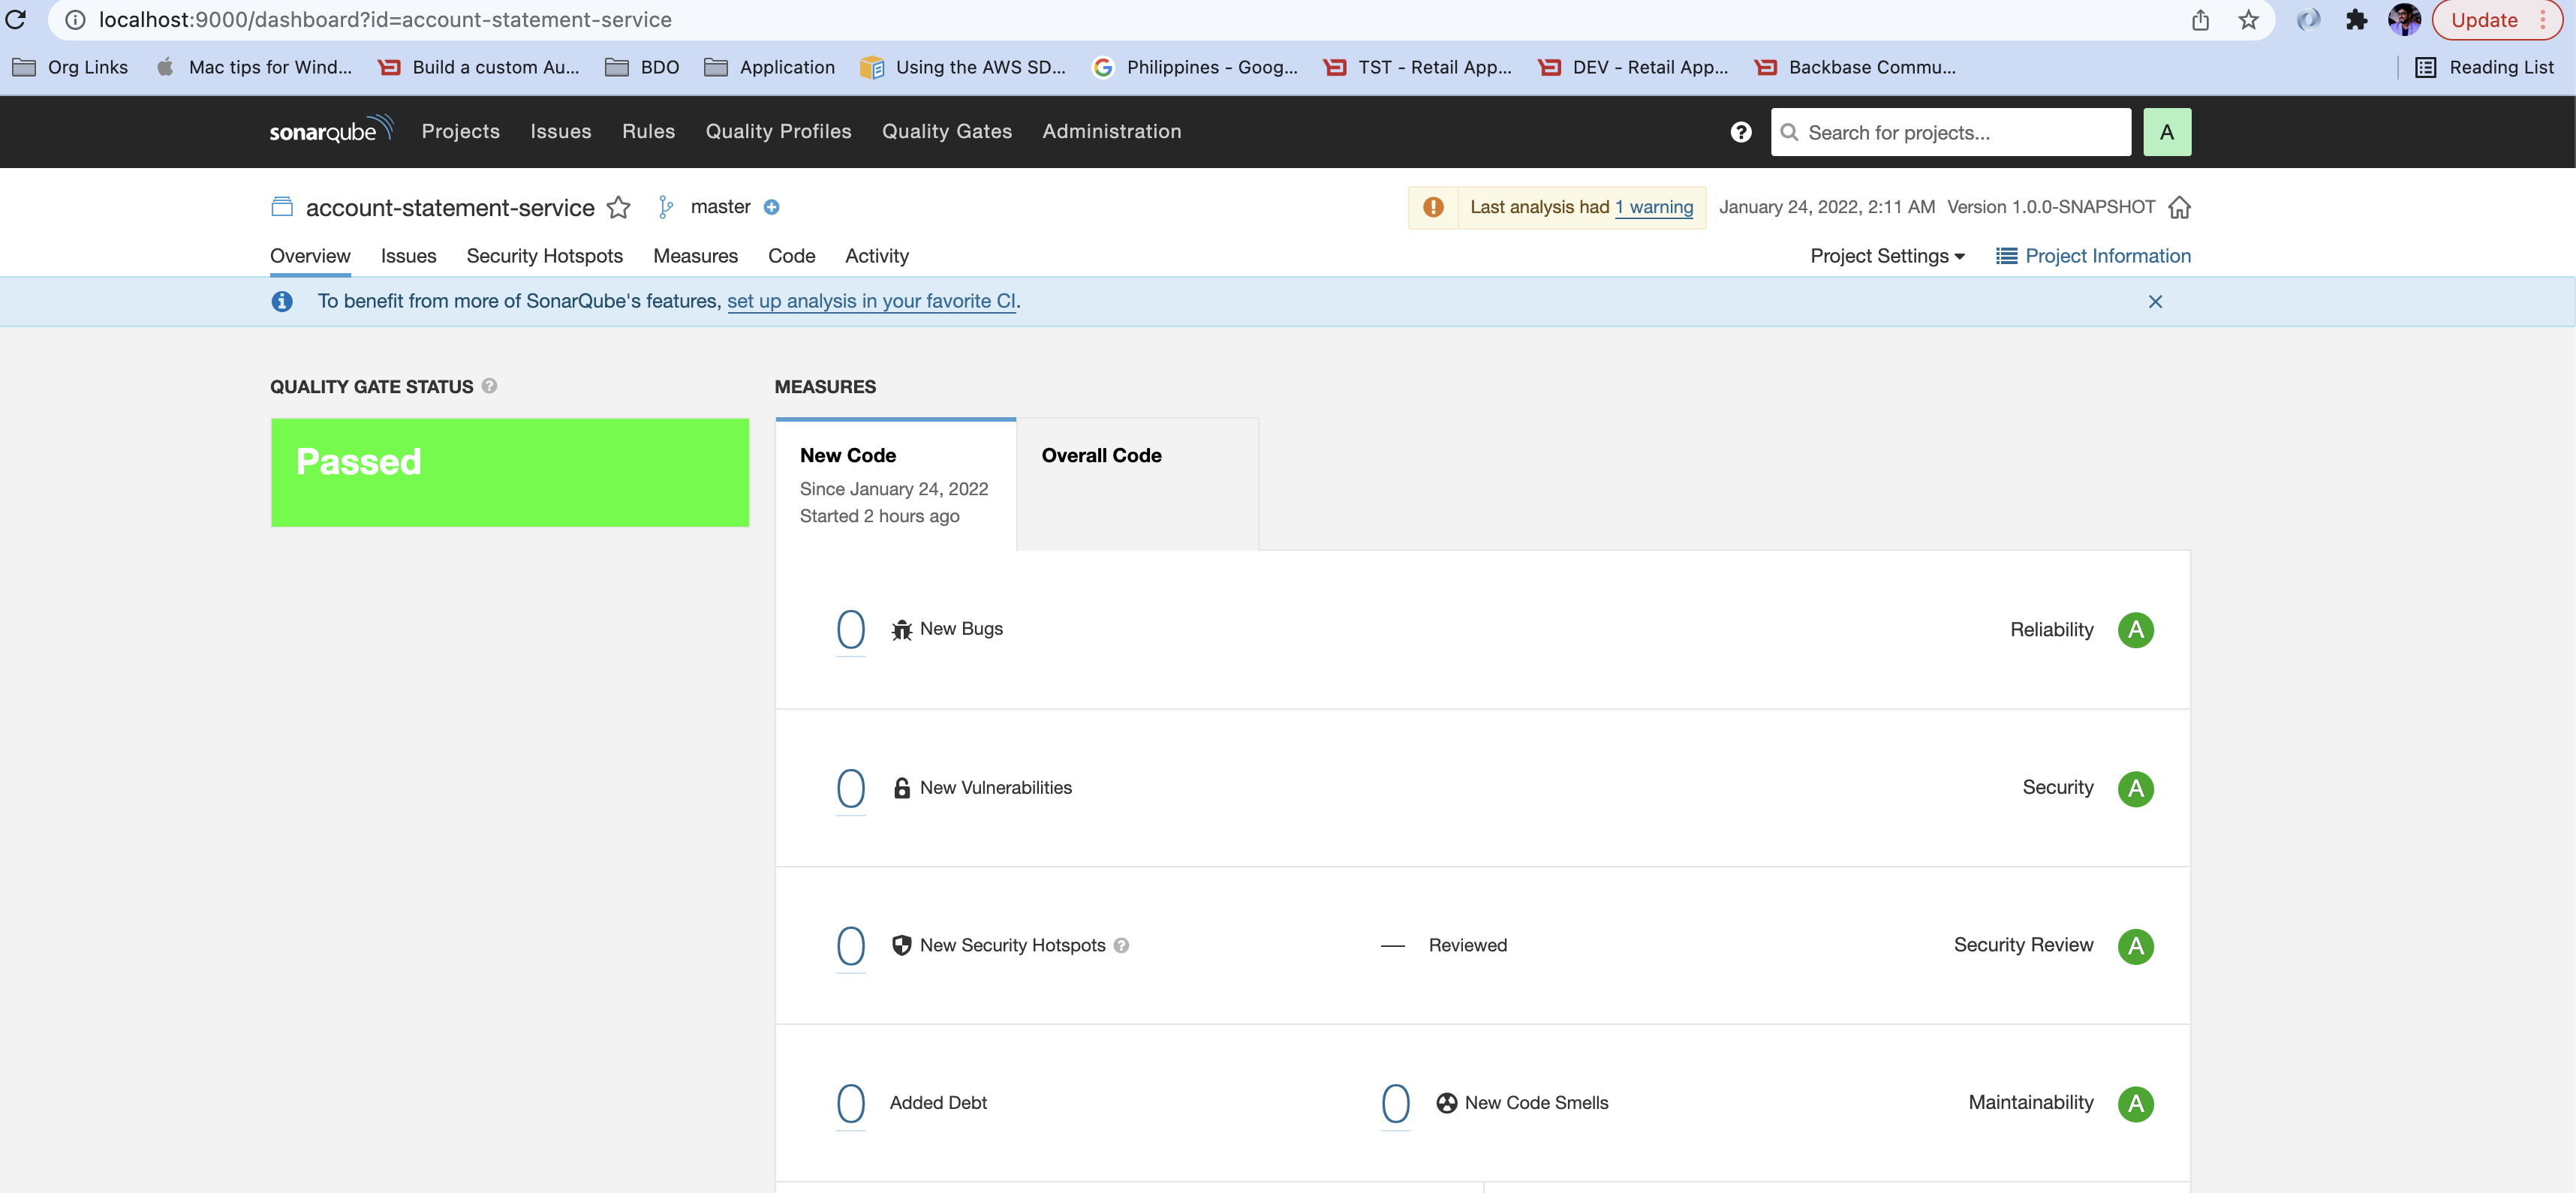 localhost:9000/dashboard?id=account-statement-service
Update
Org Links
Mac tips for Wind...
Build a custom Au...
BDO
Application
Using the AWS SD...
Philippines - Goog...
TST - Retail App...
DEV - Retail App...
Backbase Commu...
Reading List
sonarqube
Projects
Issues
Rules
Quality Profiles
Quality Gates
Administration
Search for projects...
A
account-statement-service
master
Last analysis had 1 warning
January 24, 2022, 2:11 AM
Version 1.0.0-SNAPSHOT
Overview
Issues
Security Hotspots
Measures
Code
Activity
Project Settings
Project Information
To benefit from more of SonarQube's features, set up analysis in your favorite CI.
QUALITY GATE STATUS
Passed
MEASURES
New Code
Since January 24, 2022
Started 2 hours ago
Overall Code
0 New Bugs
Reliability A
0 New Vulnerabilities
Security A
0 New Security Hotspots
— Reviewed
Security Review A
0 Added Debt
0 New Code Smells
Maintainability A